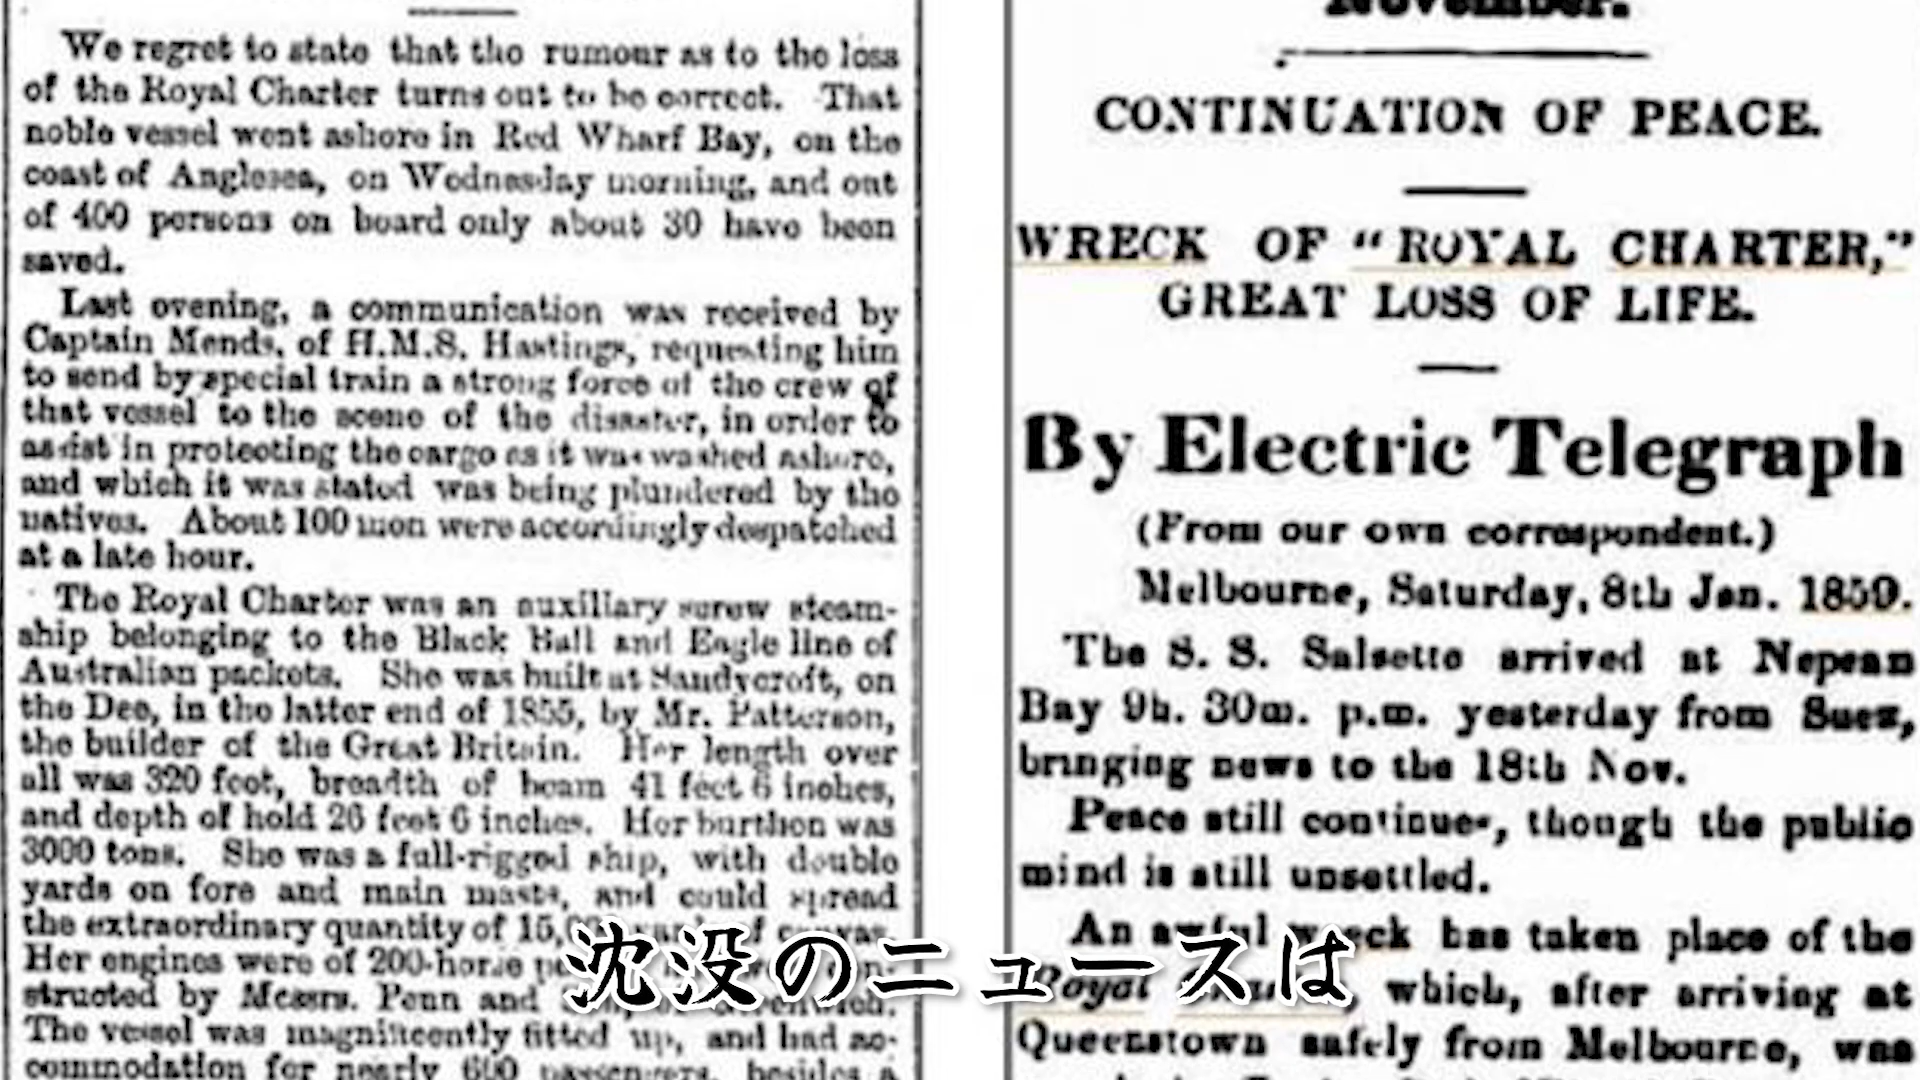 We regret to state that the rumour as to the loss
of the Royal Charter turns out to be correct. That
noble vessel went ashore in Red Wharf Bay, on the
coast of Anglesea, on Wednesday morning, and out
of 400 persons on board only about 30 have been
saved.
Last evening, a communication was received by
Captain Mends, of H.M.S. Hastings, requesting him
to send by special train a strong force of the crew of
that vessel to the scene of the disaster, in order to
assist in protecting the cargo as it was washed ashore,
and which it was stated was being plundered by the
natives. About 100 men were accordingly despatched
at a late hour.
The Royal Charter was an auxiliary screw steam-
ship belonging to the Black Ball and Eagle line of
Australian packets. She was built at Sandycroft, on
the Dee, in the latter end of 1855, by Mr. Patterson,
the builder of the Great Britain. Her length over
all was 320 feet, breadth of beam 41 feet 6 inches,
and depth of hold 26 feet 6 inches. Her burthen was
3000 tons. She was a full-rigged ship, with double
yards on fore and main masts, and could spread
the extraordinary quantity of 15,
Her engines were of 200-horse
structed by Messrs. Penn and
The vessel was magnificently fitted up, and had ac-
commodation for nearly 600 passengers, besides a
November.
CONTINUATION OF PEACE.
WRECK OF "ROYAL CHARTER,"
GREAT LOSS OF LIFE.
By Electric Telegraph
(From our own correspondent.)
Melbourne, Saturday, 8th Jan. 1859.
The S. S. Salsette arrived at Nepean
Bay 9h. 30m. p.m. yesterday from Suez,
bringing news to the 18th Nov.
Peace still continues, though the public
mind is still unsettled.
An awful wreck has taken place of the
Royal which, after arriving at
Queenstown safely from Melbourne, was
沈没のニュースは